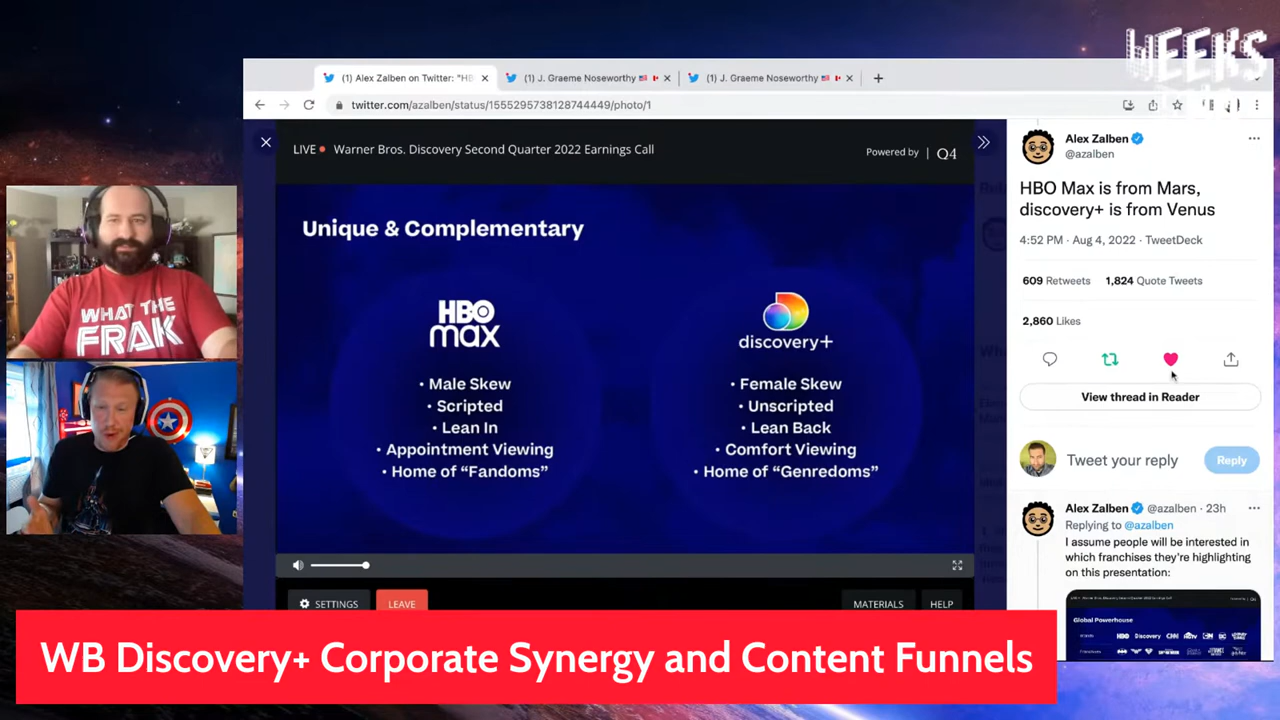 WEEKS
(1) Alex Zalben on Twitter: "HB
(1) J. Graeme Noseworthy
(1) J. Graeme Noseworthy
twitter.com/azalben/status/1555295738128744449/photo/1
LIVE Warner Bros. Discovery Second Quarter 2022 Earnings Call
Powered by | Q4
Unique & Complementary
HBO
max
• Male Skew
• Scripted
• Lean In
• Appointment Viewing
• Home of “Fandoms”
discovery+
• Female Skew
• Unscripted
• Lean Back
• Comfort Viewing
• Home of “Genredoms”
SETTINGS
LEAVE
MATERIALS
HELP
Alex Zalben
@azalben
HBO Max is from Mars,
discovery+ is from Venus
4:52 PM · Aug 4, 2022 · TweetDeck
609 Retweets 1,824 Quote Tweets
2,860 Likes
View thread in Reader
Tweet your reply
Reply
Alex Zalben @azalben · 23h
Replying to @azalben
I assume people will be interested in
which franchises they're highlighting
on this presentation:
Global Powerhouse
HBO Discovery CNN HGTV
WHAT THE
FRAK
WB Discovery+ Corporate Synergy and Content Funnels